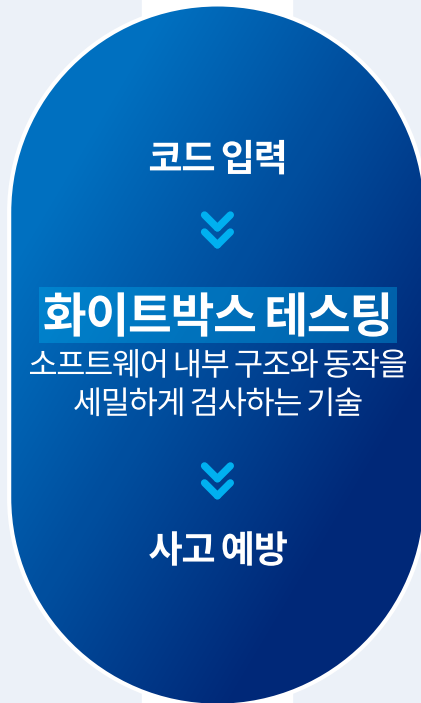 코드 입력
화이트박스 테스팅
소프트웨어 내부 구조와 동작을
세밀하게 검사하는 기술
사고 예방